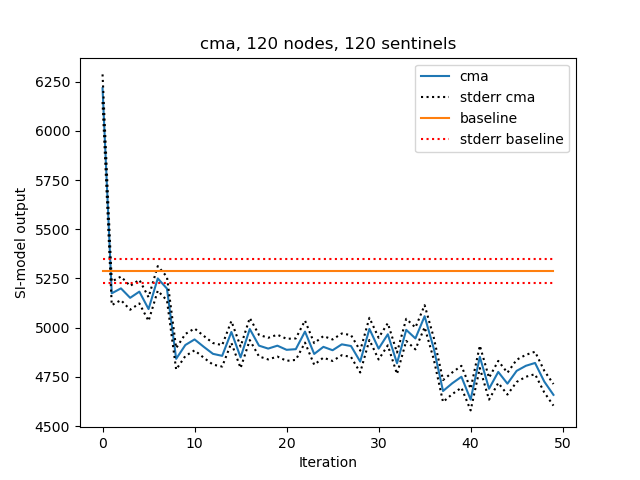 cma, 120 nodes, 120 sentinels
SI-model output
6250
6000
5750
5500
5250
5000
4750
4500
cma
stderr cma
baseline
stderr baseline
0 10 20 30 40 50
Iteration